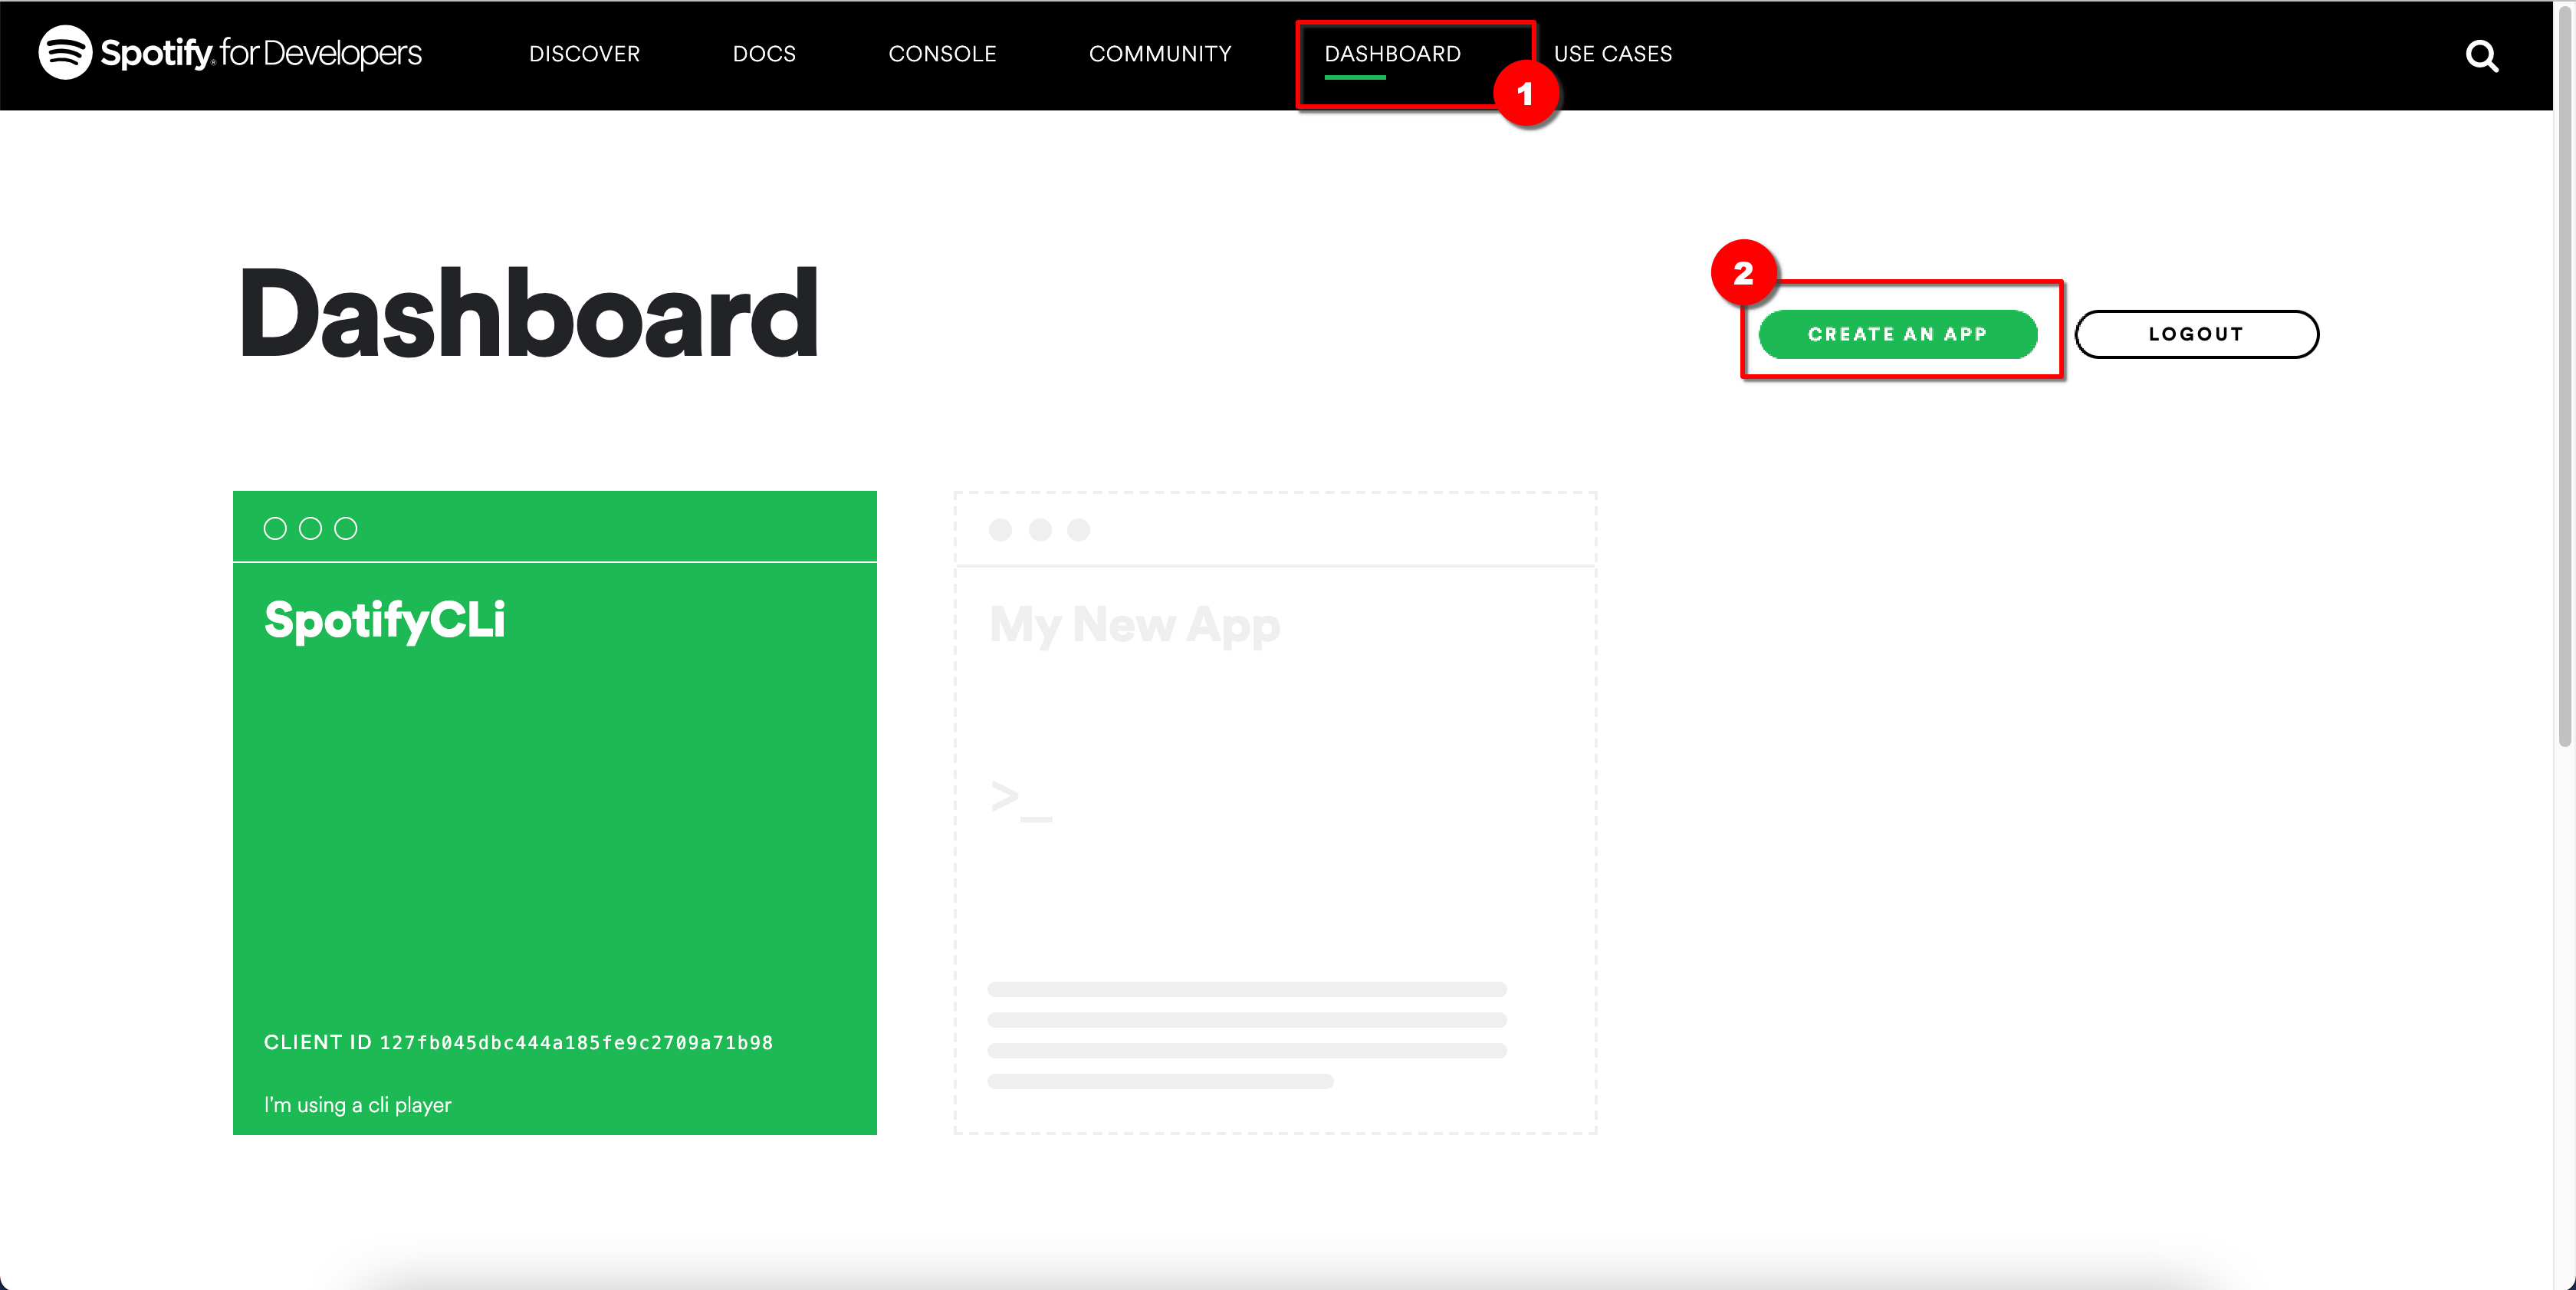 Spotify® for Developers DISCOVER DOCS CONSOLE COMMUNITY DASHBOARD USE CASES
1
Dashboard
2
CREATE AN APP LOGOUT
SpotifyCLi
CLIENT ID 127fb045dbc444a185fe9c2709a71b98
I'm using a cli player
My New App
>_